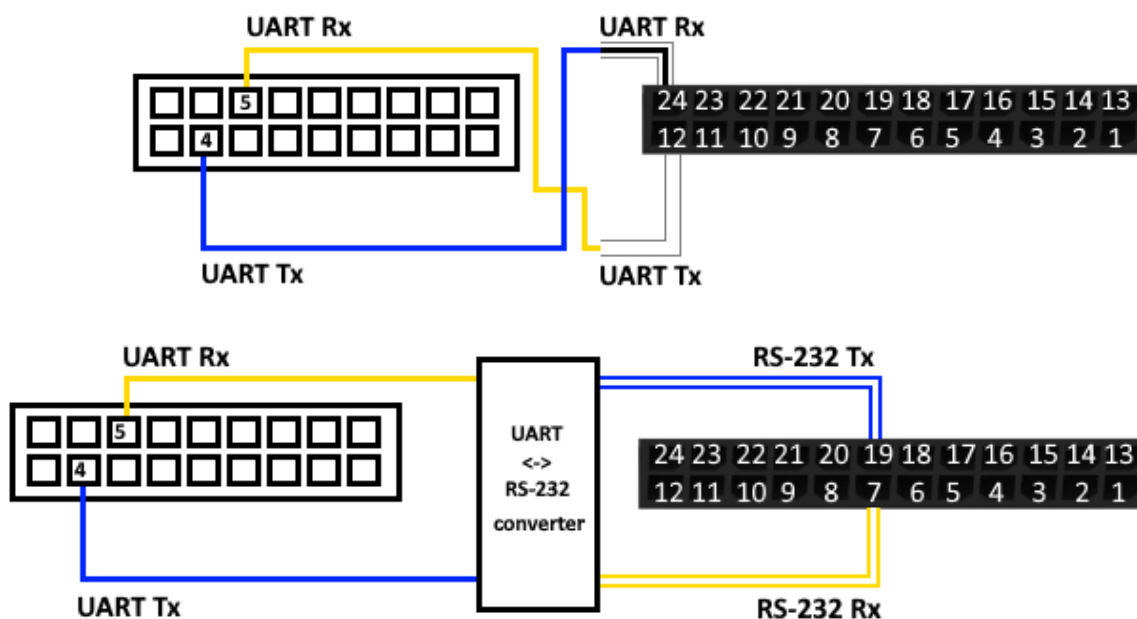 UART Rx
UART Rx
5
4
24 23 22 21 20 19 18 17 16 15 14 13
12 11 10 9 8 7 6 5 4 3 2 1
UART Tx
UART Tx
UART Rx
RS-232 Tx
5
4
UART
<->
RS-232
converter
24 23 22 21 20 19 18 17 16 15 14 13
12 11 10 9 8 7 6 5 4 3 2 1
UART Tx
RS-232 Rx